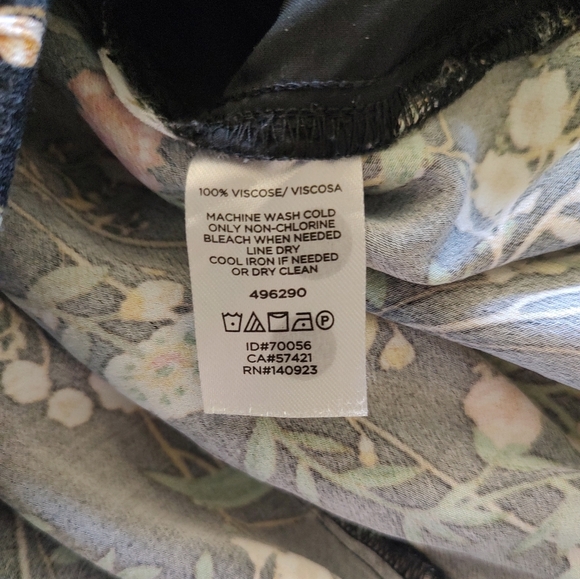 100% VISCOSE/ VISCOSA
MACHINE WASH COLD
ONLY NON-CHLORINE
BLEACH WHEN NEEDED
LINE DRY
COOL IRON IF NEEDED
OR DRY CLEAN
496290
P
ID#70056
CA#57421
RN#140923